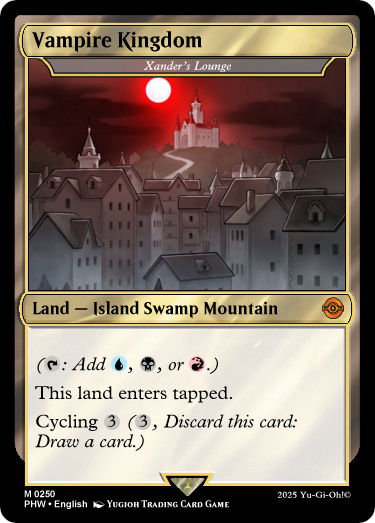 Vampire Kingdom
Xander's Lounge
Land — Island Swamp Mountain
(: Add , , or .)
This land enters tapped.
Cycling 3 (3, Discard this card:
Draw a card.)
M 0250
PHW • English YUGIOH TRADING CARD GAME
2025 Yu-Gi-Oh!©